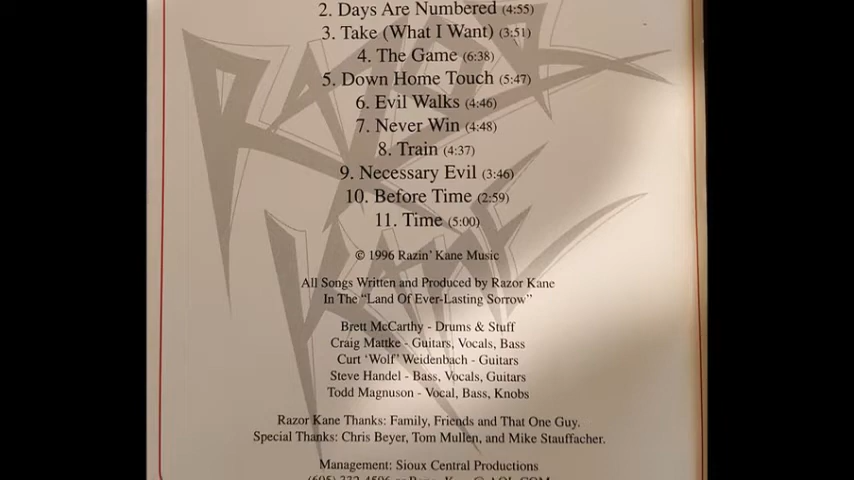 2. Days Are Numbered (4:55)
3. Take (What I Want) (3:51)
4. The Game (6:38)
5. Down Home Touch (5:47)
6. Evil Walks (4:46)
7. Never Win (4:48)
8. Train (4:37)
9. Necessary Evil (3:46)
10. Before Time (2:59)
11. Time (5:00)
RAZOR
KANE
© 1996 Razin' Kane Music
All Songs Written and Produced by Razor Kane
In The “Land Of Ever-Lasting Sorrow”
Brett McCarthy - Drums & Stuff
Craig Mattke - Guitars, Vocals, Bass
Curt ‘Wolf’ Weidenbach - Guitars
Steve Handel - Bass, Vocals, Guitars
Todd Magnuson - Vocal, Bass, Knobs
Razor Kane Thanks: Family, Friends and That One Guy.
Special Thanks: Chris Beyer, Tom Mullen, and Mike Stauffacher.
Management: Sioux Central Productions